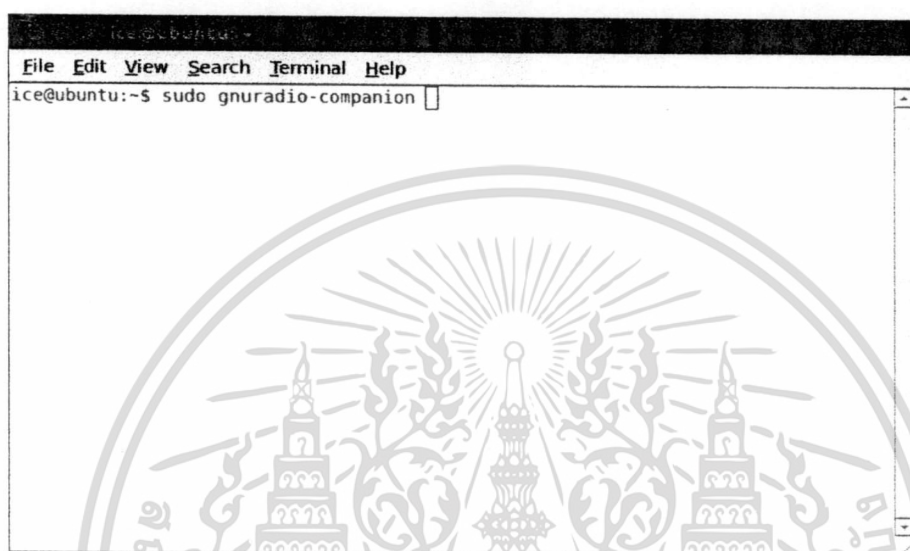 ice@ubuntu: ~
File Edit View Search Terminal Help
ice@ubuntu:~$ sudo gnuradio-companion